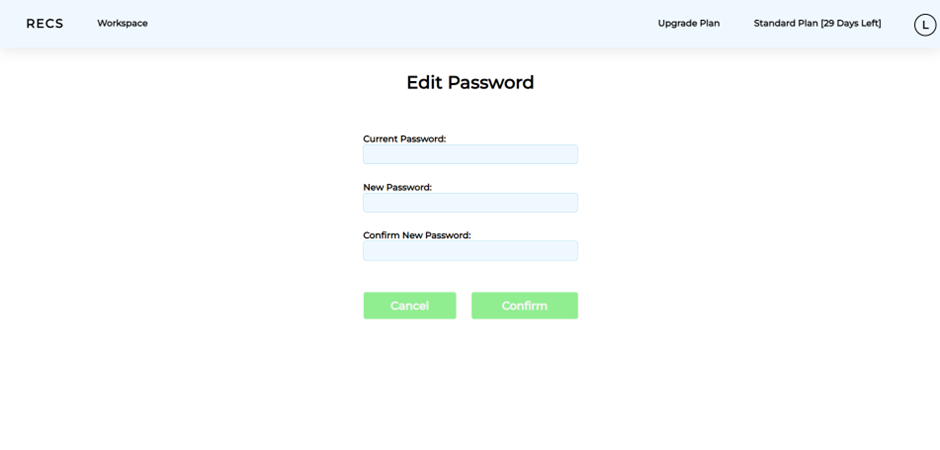 RECS Workspace Upgrade Plan Standard Plan [29 Days Left] L
Edit Password
Current Password:
New Password:
Confirm New Password:
Cancel Confirm